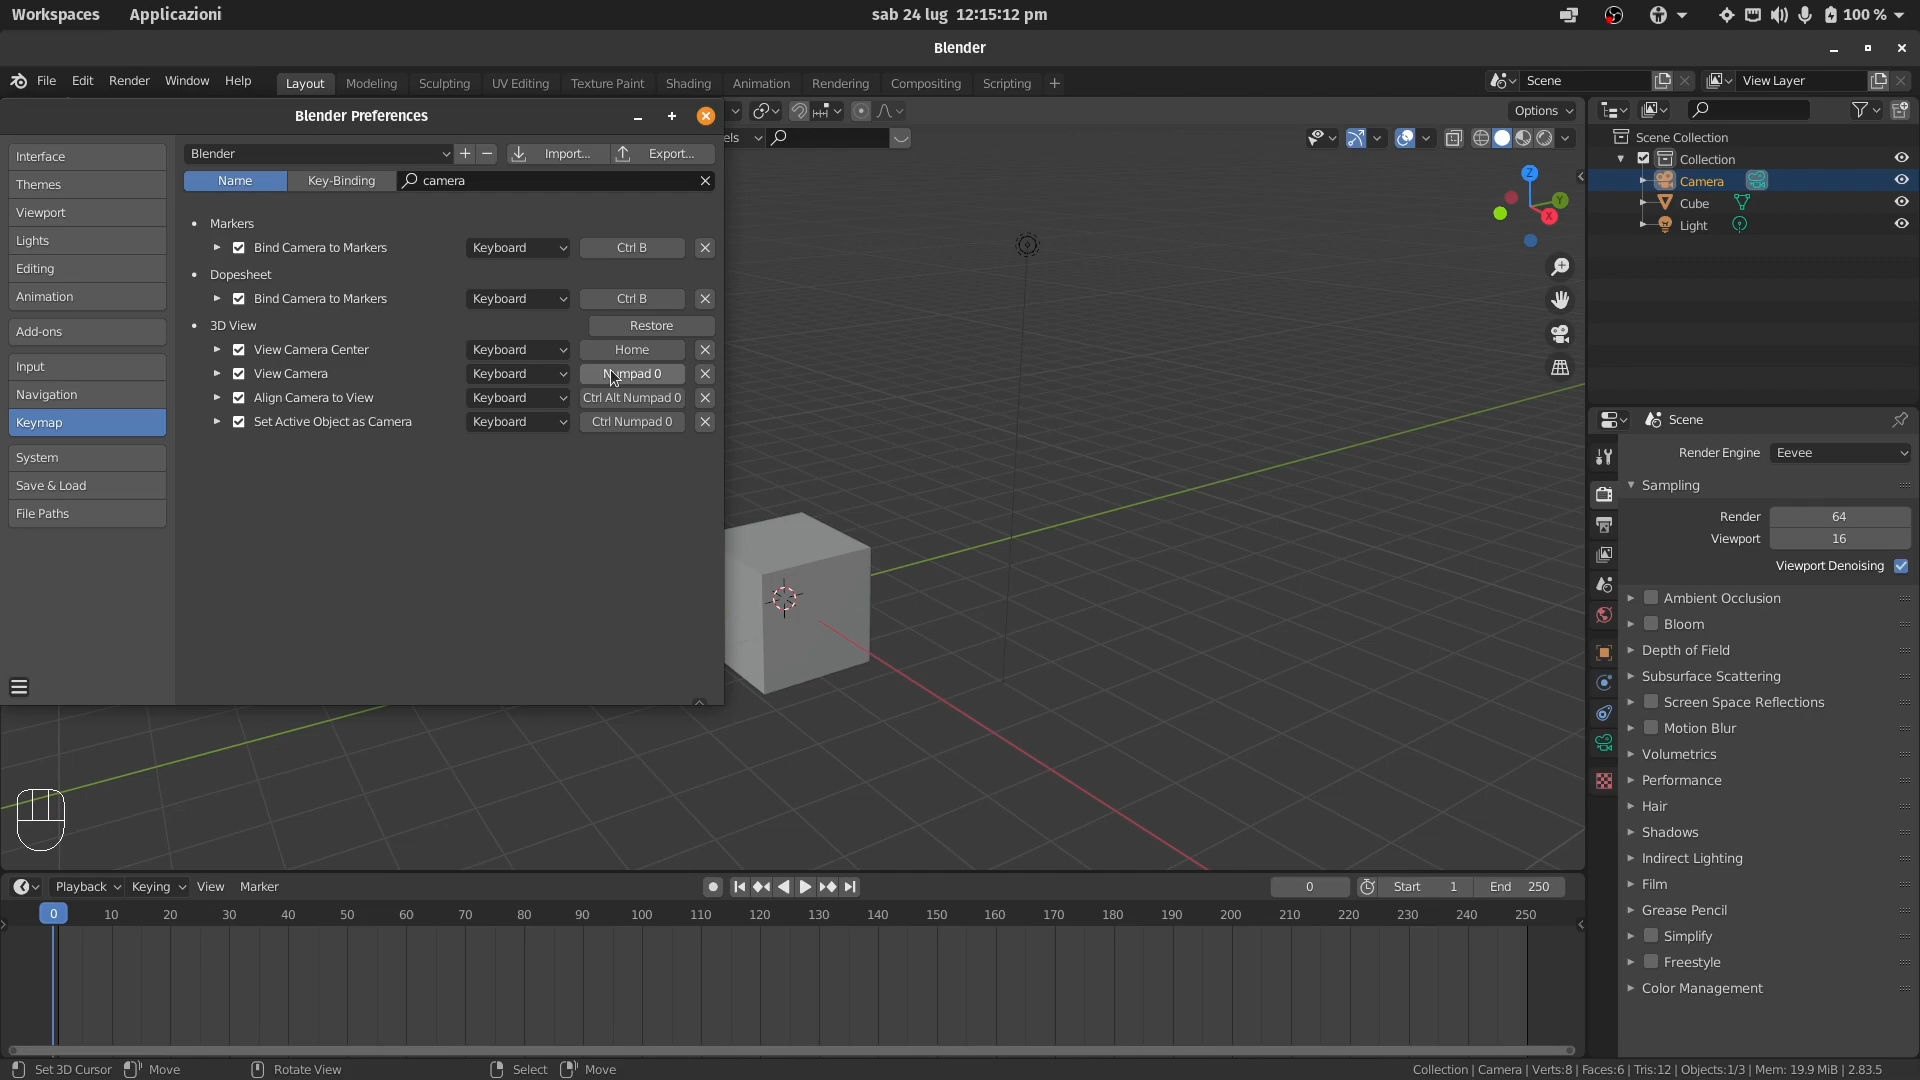 Workspaces Applicazioni sab 24 lug 12:15:12 pm 100 %
Blender
File Edit Render Window Help Layout Modeling Sculpting UV Editing Texture Paint Shading Animation Rendering Compositing Scripting + Scene View Layer
Blender Preferences
Options
Interface
Themes
Viewport
Lights
Editing
Animation
Add-ons
Input
Navigation
Keymap
System
Save & Load
File Paths
Blender Import... Export...
Name Key-Binding camera
Markers
Bind Camera to Markers Keyboard Ctrl B
Dopesheet
Bind Camera to Markers Keyboard Ctrl B
3D View Restore
View Camera Center Keyboard Home
View Camera Keyboard Numpad 0
Align Camera to View Keyboard Ctrl Alt Numpad 0
Set Active Object as Camera Keyboard Ctrl Numpad 0
els
Z
Y
X
Scene Collection
Collection
Camera
Cube
Light
Scene
Render Engine Eevee
Sampling
Render 64
Viewport 16
Viewport Denoising
Ambient Occlusion
Bloom
Depth of Field
Subsurface Scattering
Screen Space Reflections
Motion Blur
Volumetrics
Performance
Hair
Shadows
Indirect Lighting
Film
Grease Pencil
Simplify
Freestyle
Color Management
Playback Keying View Marker 0 Start 1 End 250
0 10 20 30 40 50 60 70 80 90 100 110 120 130 140 150 160 170 180 190 200 210 220 230 240 250
Set 3D Cursor Move Rotate View Select Move Collection | Camera | Verts:8 | Faces:6 | Tris:12 | Objects:1/3 | Mem: 19.9 MiB | 2.83.5